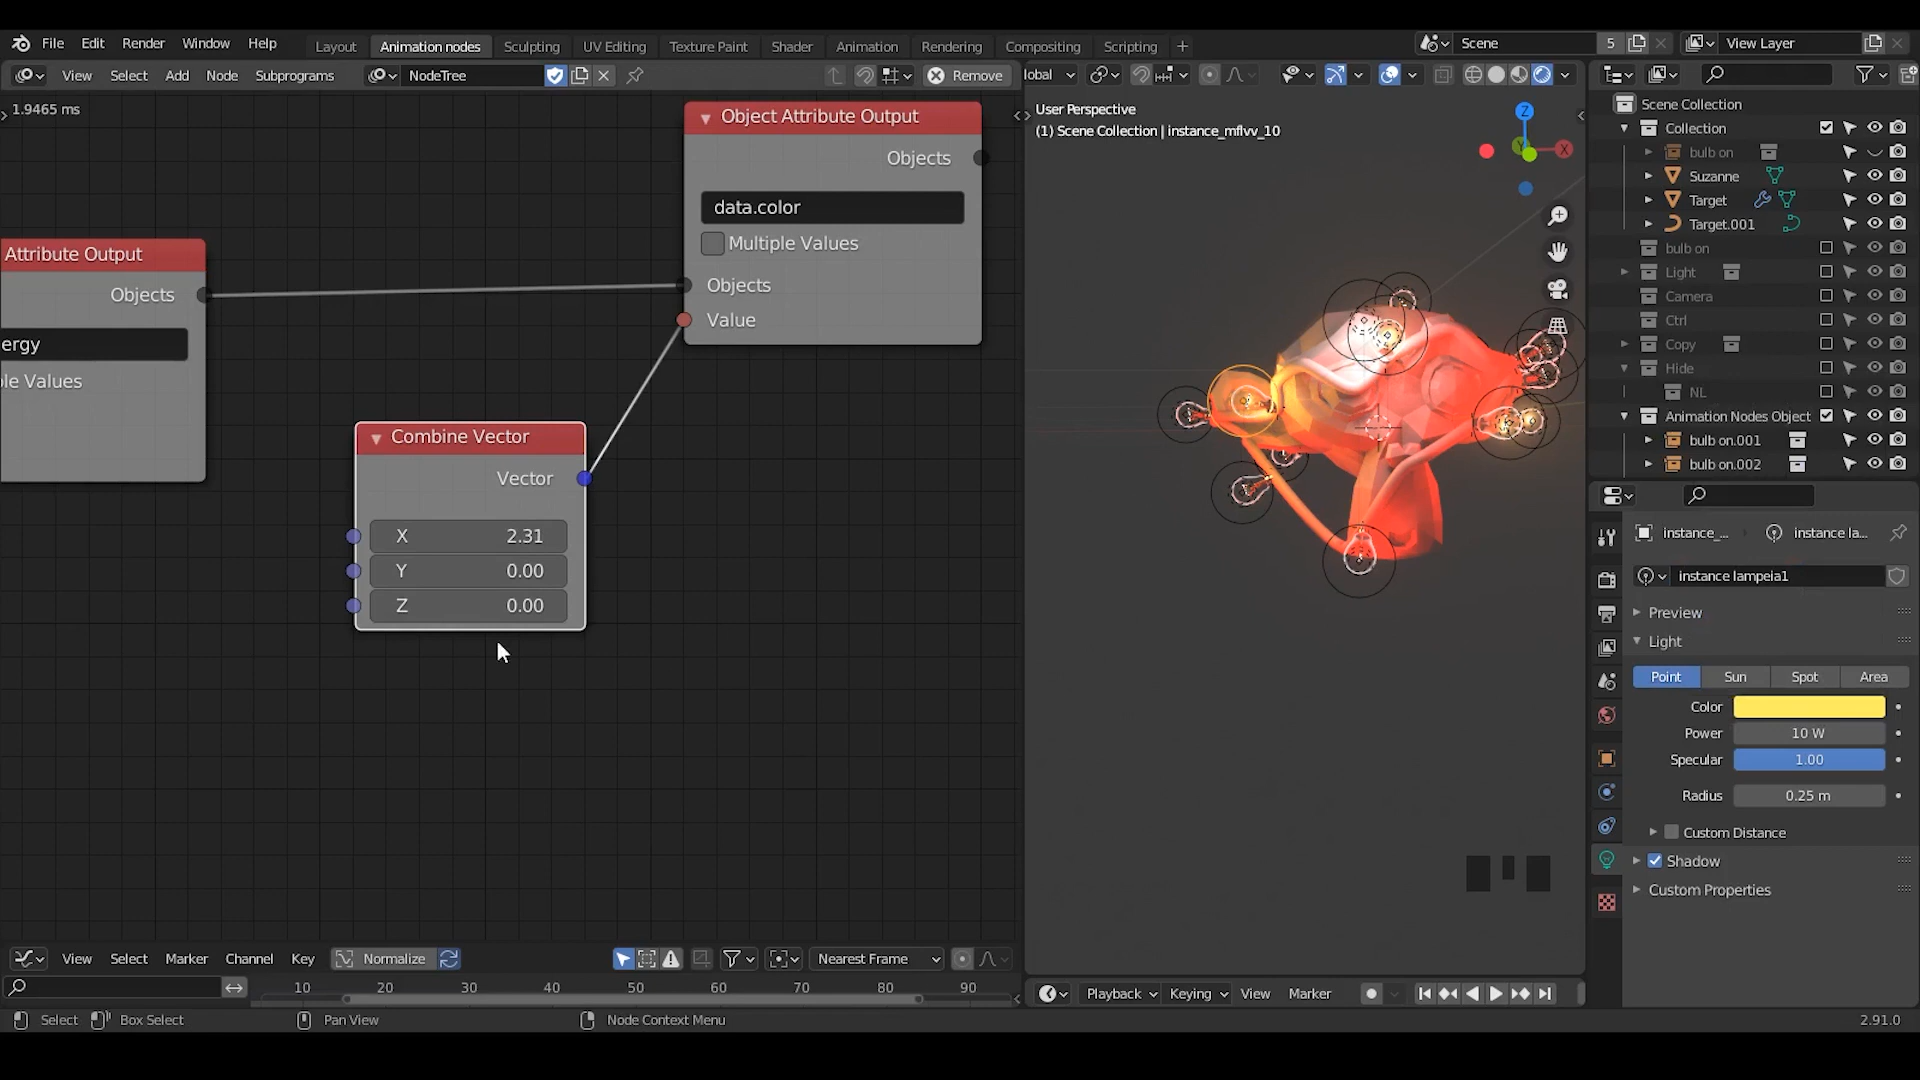 File Edit Render Window Help Layout Animation nodes Sculpting UV Editing Texture Paint Shader Animation Rendering Compositing Scripting + Scene 5 View Layer
View Select Add Node Subprograms NodeTree Remove lobal
1.9465 ms
Object Attribute Output
Objects
data.color
Multiple Values
Objects
Value
Attribute Output
Objects
ergy
le Values
Combine Vector
Vector
X 2.31
Y 0.00
Z 0.00
User Perspective
(1) Scene Collection | instance_mflvv_10
Z
Y
X
Scene Collection
Collection
bulb on
Suzanne
Target
Target.001
bulb on
Light
Camera
Ctrl
Copy
Hide
NL
Animation Nodes Object
bulb on.001
bulb on.002
instance_... instance la...
instance lampeia1
Preview
Light
Point Sun Spot Area
Color
Power 10 W
Specular 1.00
Radius 0.25 m
Custom Distance
Shadow
Custom Properties
View Select Marker Channel Key Normalize Nearest Frame
10 20 30 40 50 60 70 80 90
Playback Keying View Marker
Select Box Select Pan View Node Context Menu 2.91.0